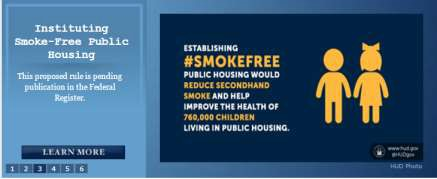 Instituting
Smoke-Free Public
Housing
This proposed rule is pending
publication in the Federal
Register.
LEARN MORE
1 2 3 4 5 6
ESTABLISHING
#SMOKEFREE
PUBLIC HOUSING WOULD
REDUCE SECONDHAND
SMOKE AND HELP
IMPROVE THE HEALTH OF
760,000 CHILDREN
LIVING IN PUBLIC HOUSING.
www.hud.gov
@HUDgov
HUD Photo